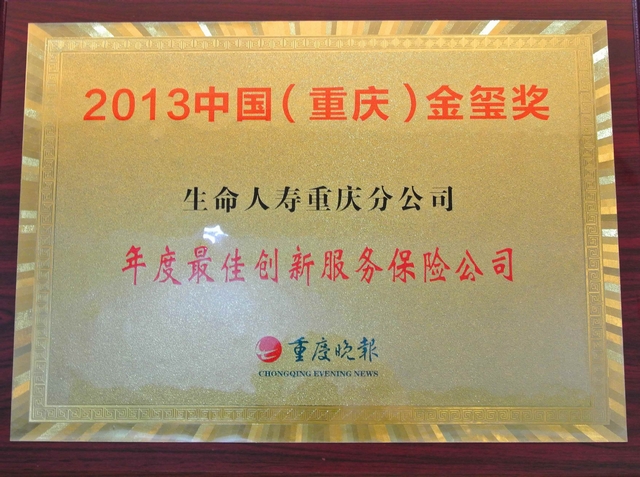 2013中国（重庆）金玺奖
生命人寿重庆分公司
年度最佳创新服务保险公司
重庆晚报
CHONGQING EVENING NEWS